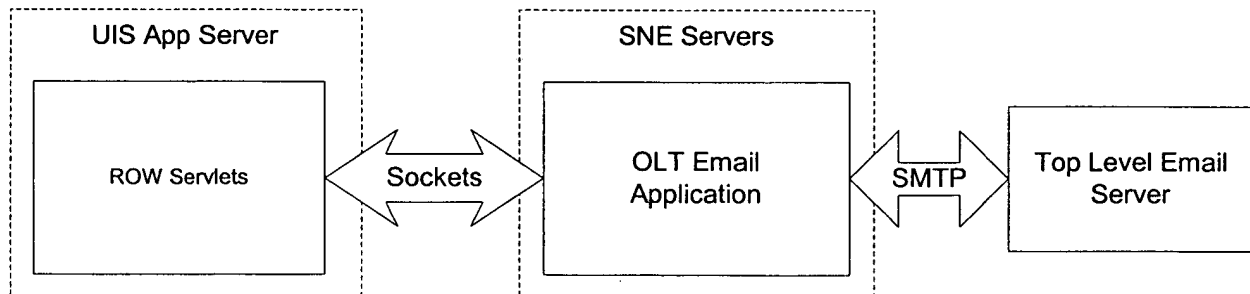 UIS App Server
SNE Servers
ROW Servlets
Sockets
OLT Email
Application
SMTP
Top Level Email
Server